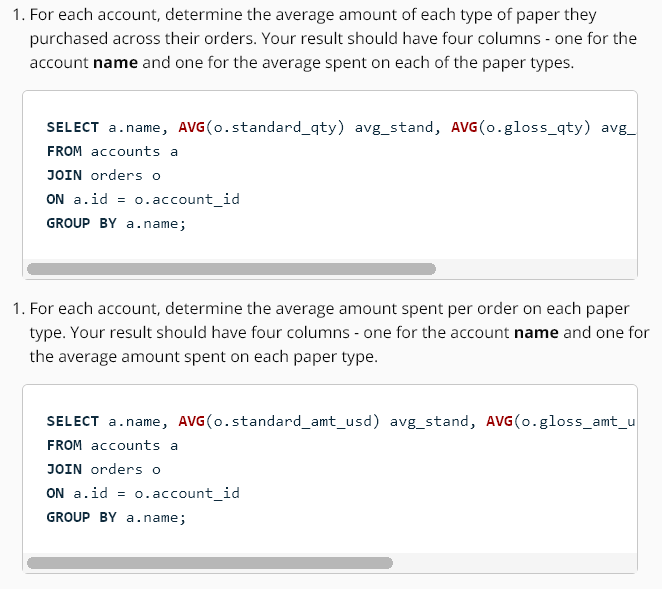 1. For each account, determine the average amount of each type of paper they
purchased across their orders. Your result should have four columns - one for the
account name and one for the average spent on each of the paper types.
SELECT a.name, AVG(o.standard_qty) avg_stand, AVG(o.gloss_qty) avg_
FROM accounts a
JOIN orders o
ON a.id = o.account_id
GROUP BY a.name;
1. For each account, determine the average amount spent per order on each paper
type. Your result should have four columns - one for the account name and one for
the average amount spent on each paper type.
SELECT a.name, AVG(o.standard_amt_usd) avg_stand, AVG(o.gloss_amt_u
FROM accounts a
JOIN orders o
ON a.id = o.account_id
GROUP BY a.name;